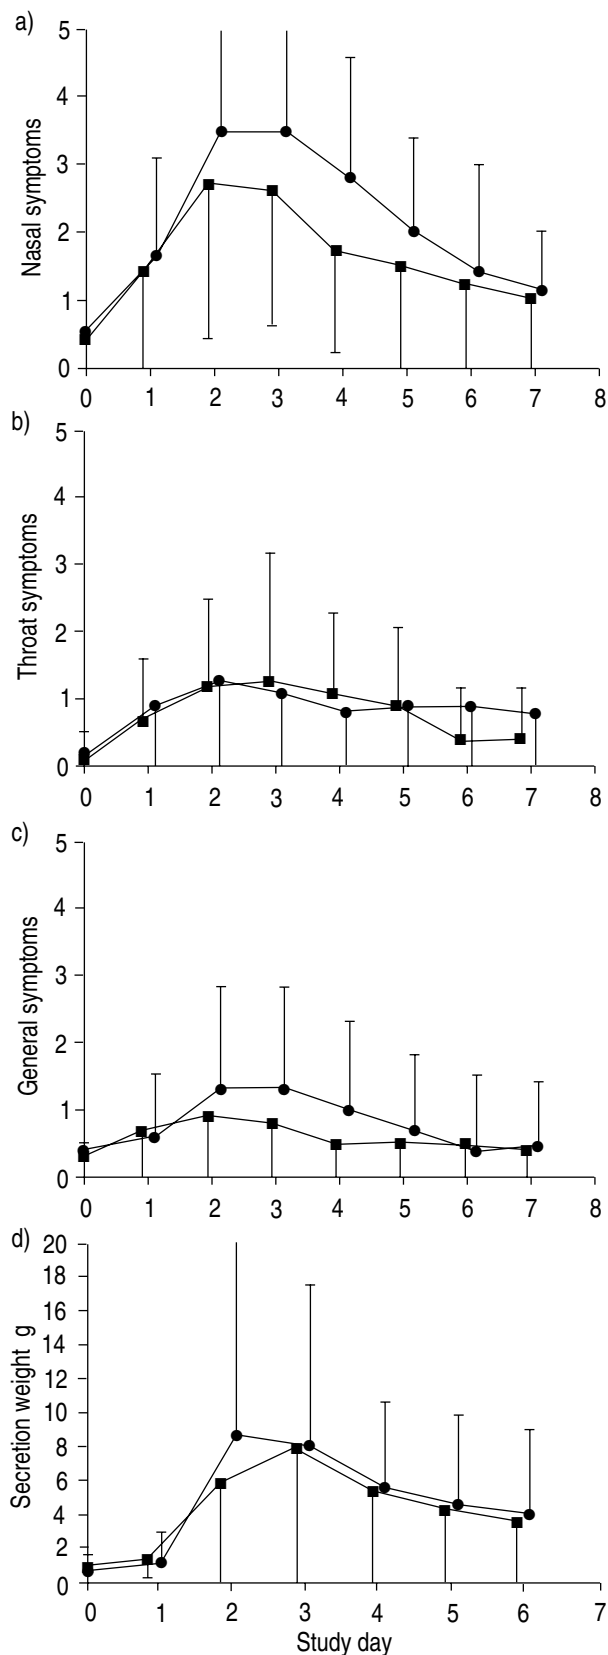 a)
5
4
3
2
1
0
Nasal symptoms
0 1 2 3 4 5 6 7 8
b)
5
4
3
2
1
0
Throat symptoms
0 1 2 3 4 5 6 7 8
c)
5
4
3
2
1
0
General symptoms
0 1 2 3 4 5 6 7 8
d)
20
18
16
14
12
10
8
6
4
2
0
Secretion weight g
0 1 2 3 4 5 6 7
Study day